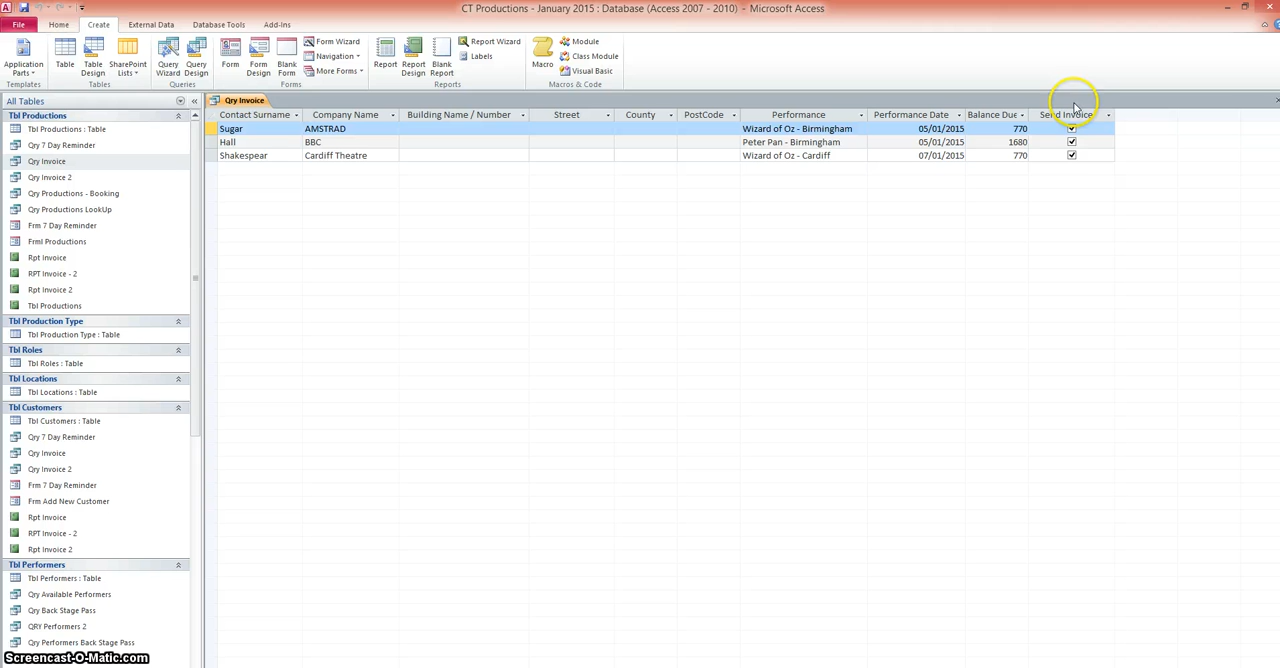 CT Productions - January 2015 : Database (Access 2007 - 2010) - Microsoft Access
File Home Create External Data Database Tools Add-Ins
Application Parts
Table
Table Design
SharePoint Lists
Query Wizard
Query Design
Form
Form Design
Blank Form
Form Wizard
Navigation
More Forms
Report
Report Design
Blank Report
Report Wizard
Labels
Macro
Module
Class Module
Visual Basic
Templates Tables Queries Forms Reports Macros & Code
All Tables
Tbl Productions
Tbl Productions : Table
Qry 7 Day Reminder
Qry Invoice
Qry Invoice 2
Qry Productions - Booking
Qry Productions LookUp
Frm 7 Day Reminder
Frml Productions
Rpt Invoice
RPT Invoice - 2
Rpt Invoice 2
Tbl Productions
Tbl Production Type
Tbl Production Type : Table
Tbl Roles
Tbl Roles : Table
Tbl Locations
Tbl Locations : Table
Tbl Customers
Tbl Customers : Table
Qry 7 Day Reminder
Qry Invoice
Qry Invoice 2
Frm 7 Day Reminder
Frm Add New Customer
Rpt Invoice
RPT Invoice - 2
Rpt Invoice 2
Tbl Performers
Tbl Performers : Table
Qry Available Performers
Qry Back Stage Pass
QRY Performers 2
Qry Performers Back Stage Pass
Qry Invoice
Contact Surname Company Name Building Name / Number Street County PostCode Performance Performance Date Balance Due Send Invoice
Sugar AMSTRAD Wizard of Oz - Birmingham 05/01/2015 770
Hall BBC Peter Pan - Birmingham 05/01/2015 1680
Shakespear Cardiff Theatre Wizard of Oz - Cardiff 07/01/2015 770
Screencast-O-Matic.com